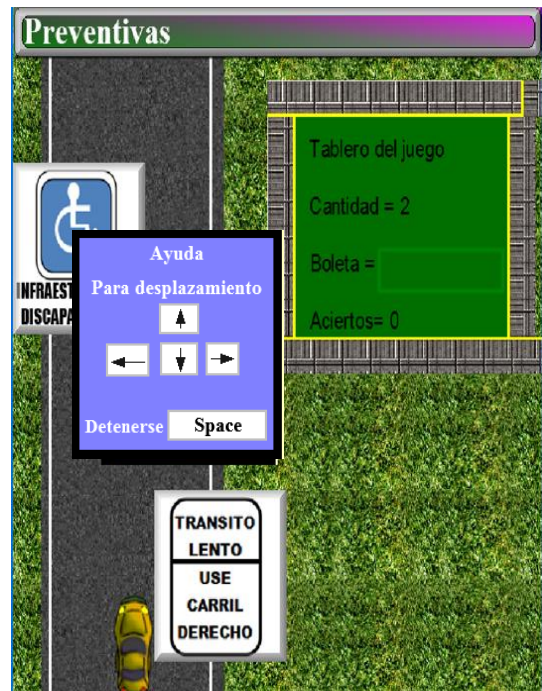 Preventivas
Tablero del juego
Cantidad = 2
Boleta =
Aciertos= 0
INFRAEST
DISCAPA
Ayuda
Para desplazamiento
Detenerse Space
TRANSITO
LENTO
USE
CARRIL
DERECHO